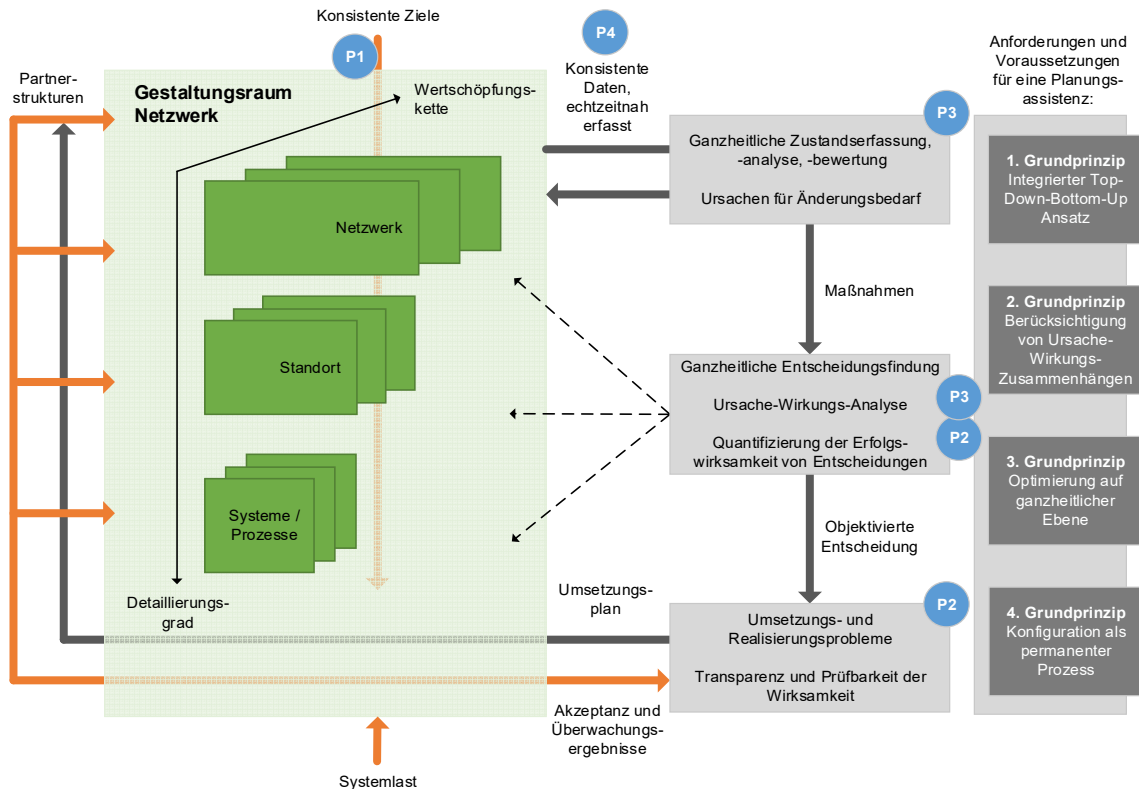 Konsistente Ziele
P1
P4
Konsistente
Daten,
echtzeitnah
erfasst
Anforderungen und
Voraussetzungen
für eine Planungs-
assistenz:
Partner-
strukturen
Gestaltungsraum
Netzwerk
Wertschöpfungs-
kette
Netzwerk
Standort
Systeme /
Prozesse
Detaillierungs-
grad
P3
Ganzheitliche Zustandserfassung,
-analyse, -bewertung
Ursachen für Änderungsbedarf
Maßnahmen
Ganzheitliche Entscheidungsfindung
P3
Ursache-Wirkungs-Analyse
P2
Quantifizierung der Erfolgs-
wirksamkeit von Entscheidungen
Objektivierte
Entscheidung
Umsetzungs-
plan
P2
Umsetzungs- und
Realisierungsprobleme
Transparenz und Prüfbarkeit der
Wirksamkeit
Akzeptanz und
Überwachungs-
ergebnisse
Systemlast
1. Grundprinzip
Integrierter Top-
Down-Bottom-Up
Ansatz
2. Grundprinzip
Berücksichtigung
von Ursache-
Wirkungs-
Zusammenhängen
3. Grundprinzip
Optimierung auf
ganzheitlicher
Ebene
4. Grundprinzip
Konfiguration als
permanenter
Prozess